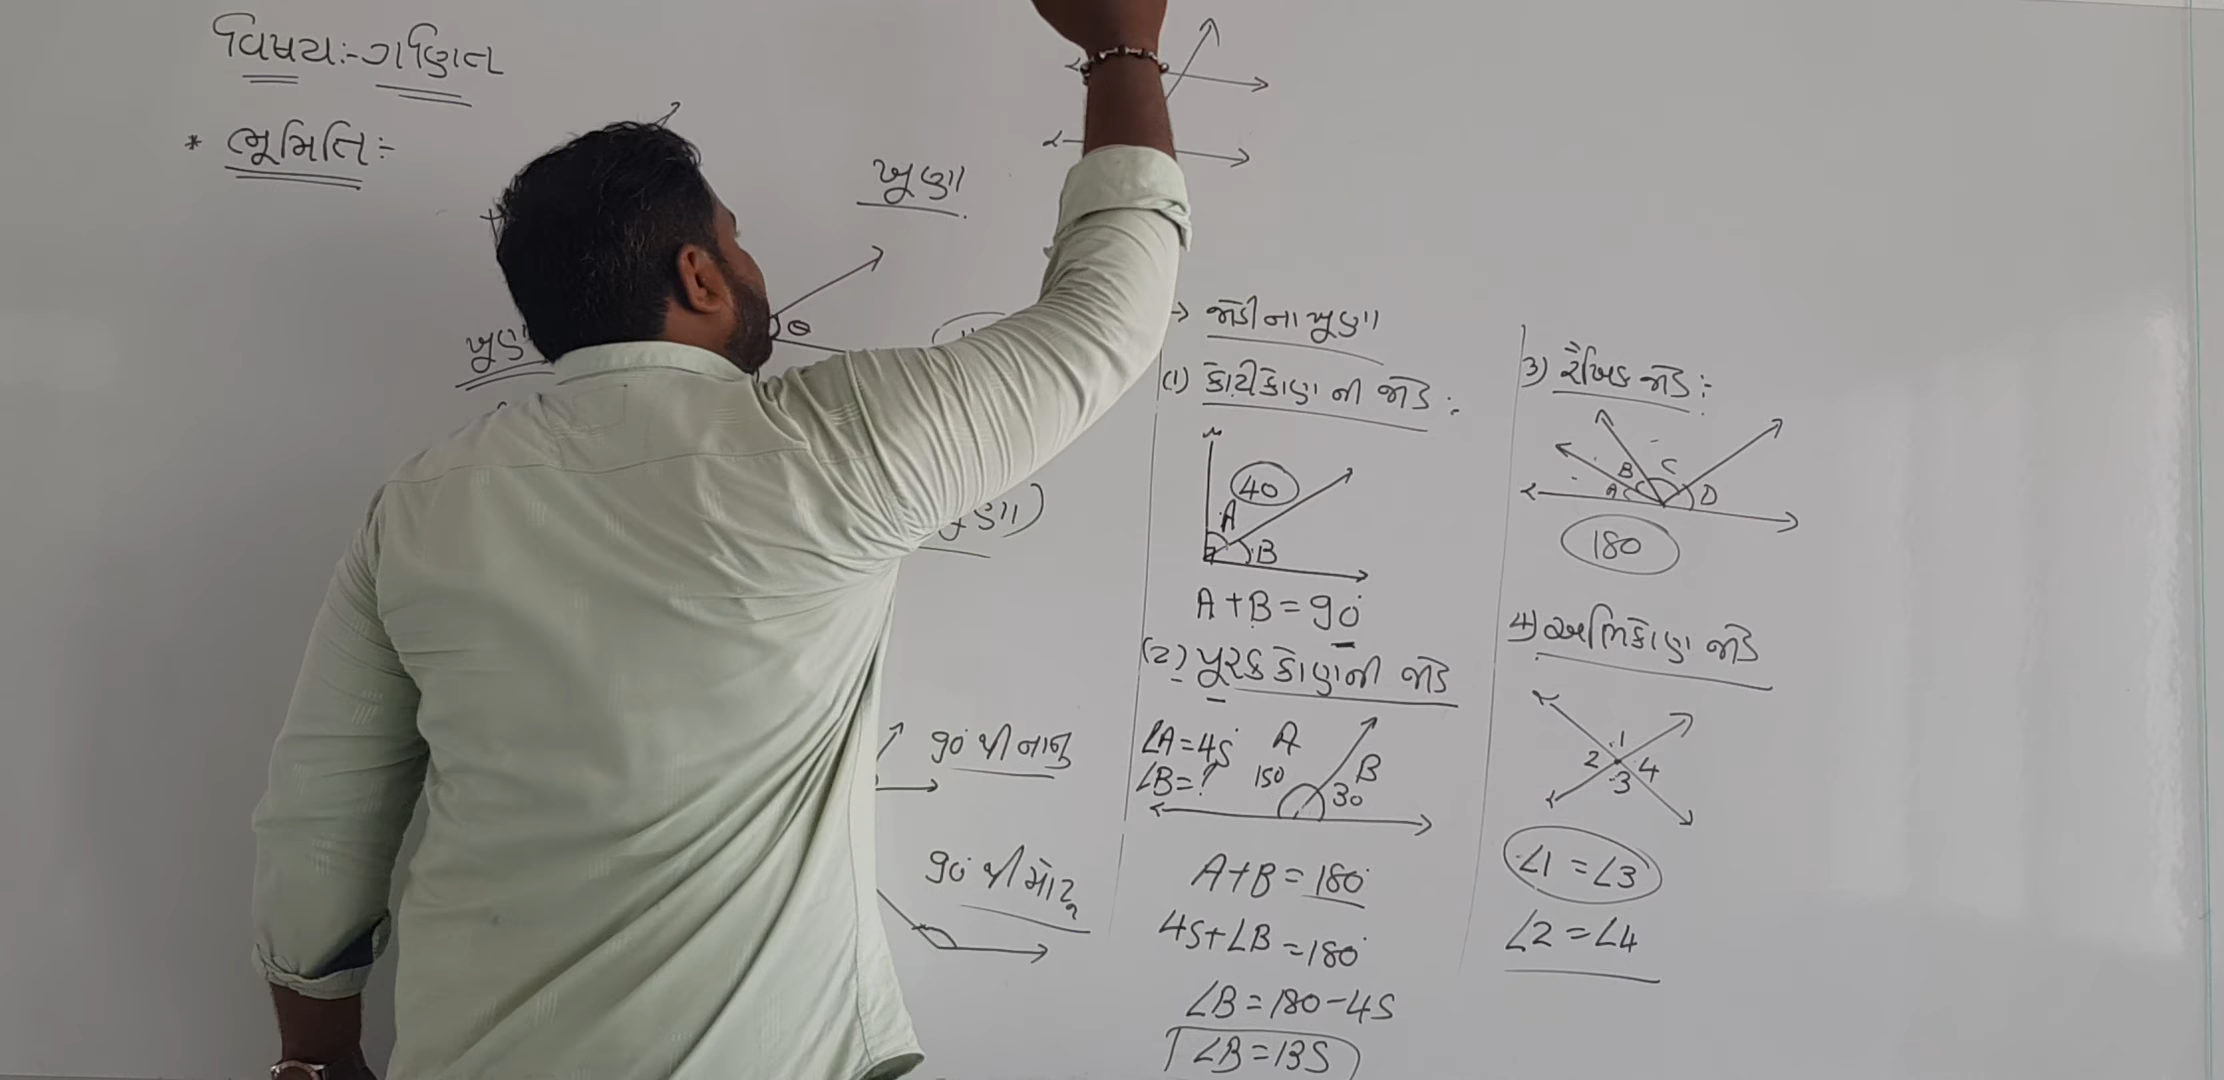 વિષય:- ગણિત
* ભૂમિતિ:-
ખૂણા
θ
→ જોડીના ખૂણા
(1) કોટીકોણા ની જોડ :
40
A
B
A + B = 90°
(2) પૂરક કોણાની જોડ
∠A = 45°
∠B = ?
A
150
B
30
A + B = 180°
45 + ∠B = 180°
∠B = 180 - 45
∠B = 135
3) રૈખિક જોડ :
A
B
C
D
180
4) અભિકોણ જોડ
1
2
3
4
∠1 = ∠3
∠2 = ∠4
90° થી નાનુ
90° થી મોટુ